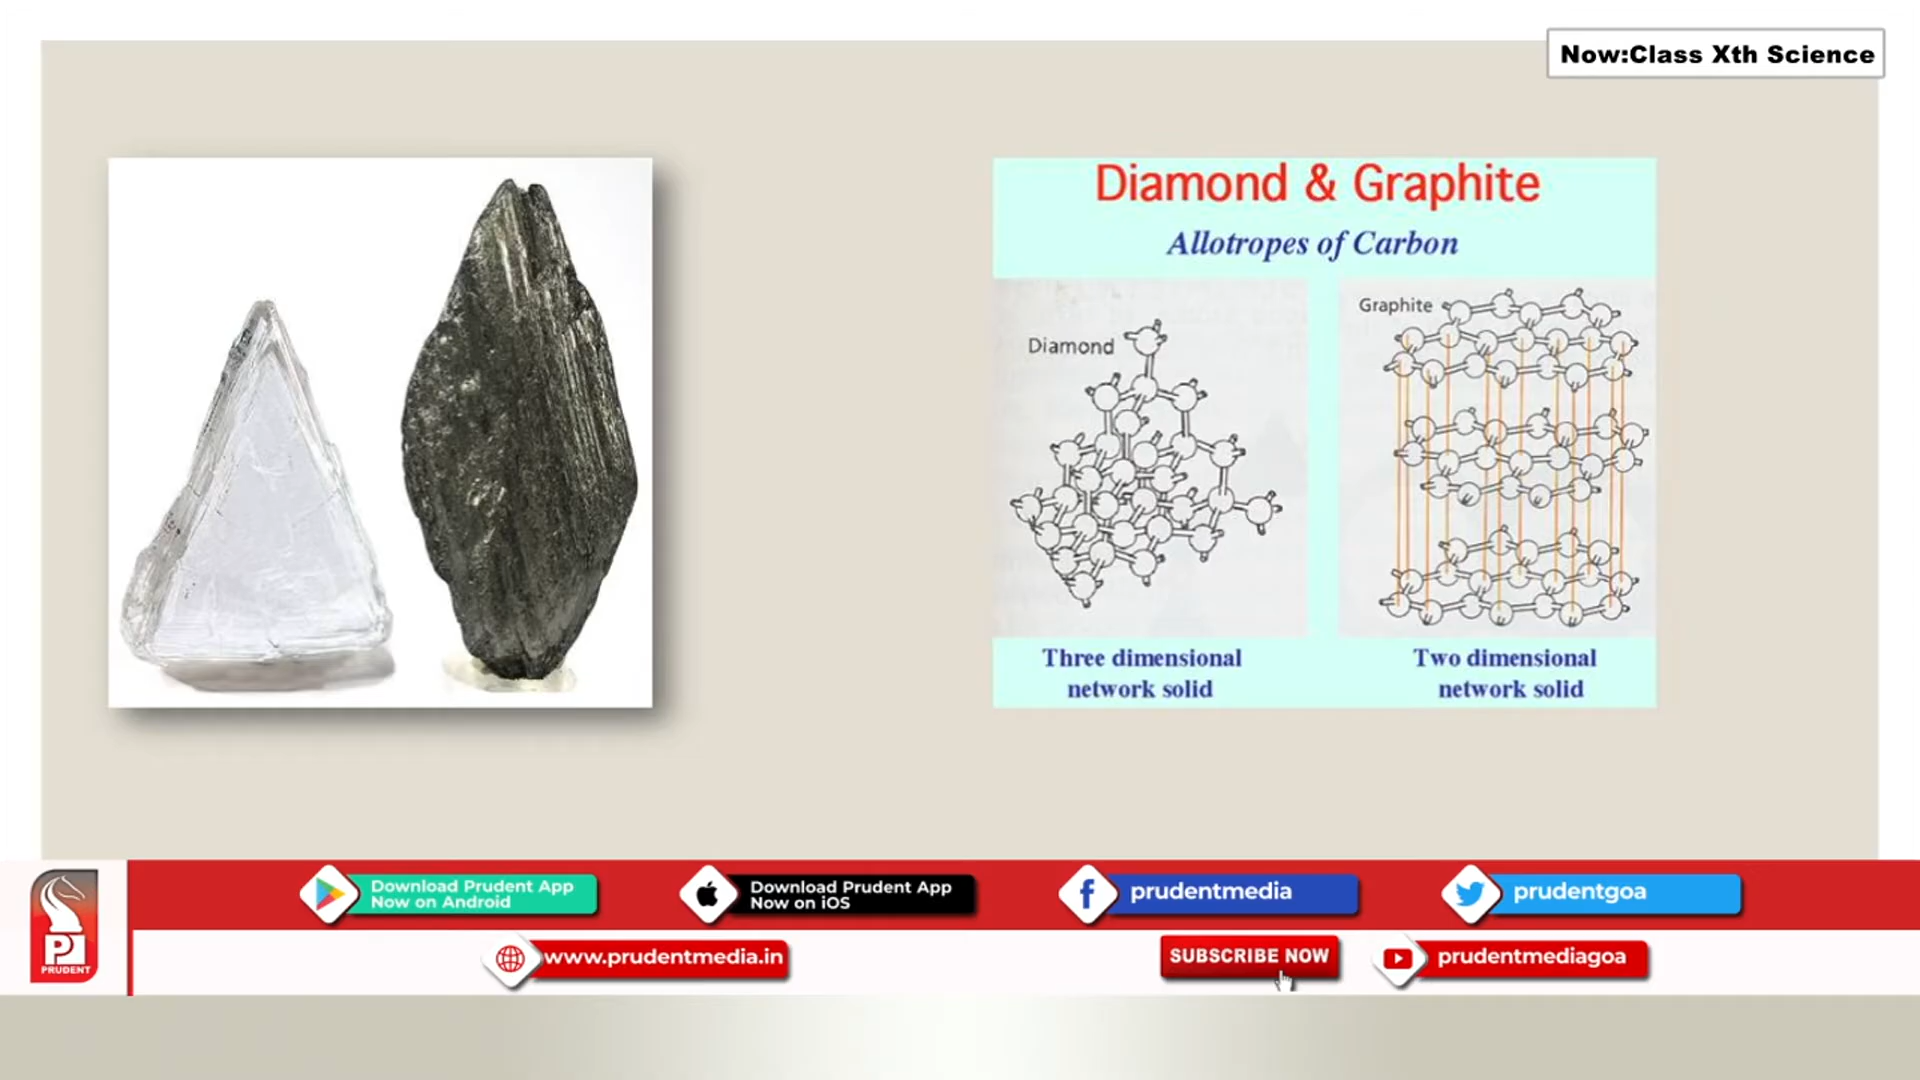 Now:Class Xth Science
Diamond & Graphite
Allotropes of Carbon
Diamond
Graphite
Three dimensional
network solid
Two dimensional
network solid
Download Prudent App
Now on Android
Download Prudent App
Now on iOS
prudentmedia
prudentgoa
PRUDENT
www.prudentmedia.in
SUBSCRIBE NOW
prudentmediagoa